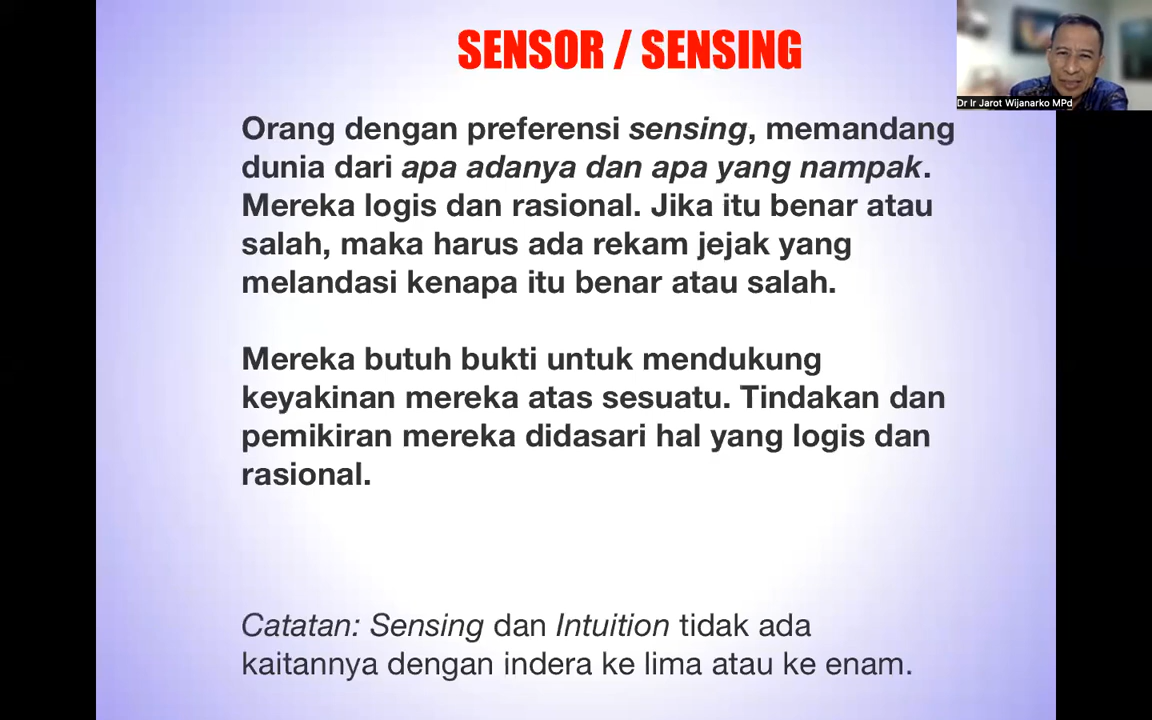 SENSOR / SENSING
Dr Ir Jarot Wijanarko MPd
Orang dengan preferensi sensing, memandang
dunia dari apa adanya dan apa yang nampak.
Mereka logis dan rasional. Jika itu benar atau
salah, maka harus ada rekam jejak yang
melandasi kenapa itu benar atau salah.
Mereka butuh bukti untuk mendukung
keyakinan mereka atas sesuatu. Tindakan dan
pemikiran mereka didasari hal yang logis dan
rasional.
Catatan: Sensing dan Intuition tidak ada
kaitannya dengan indera ke lima atau ke enam.